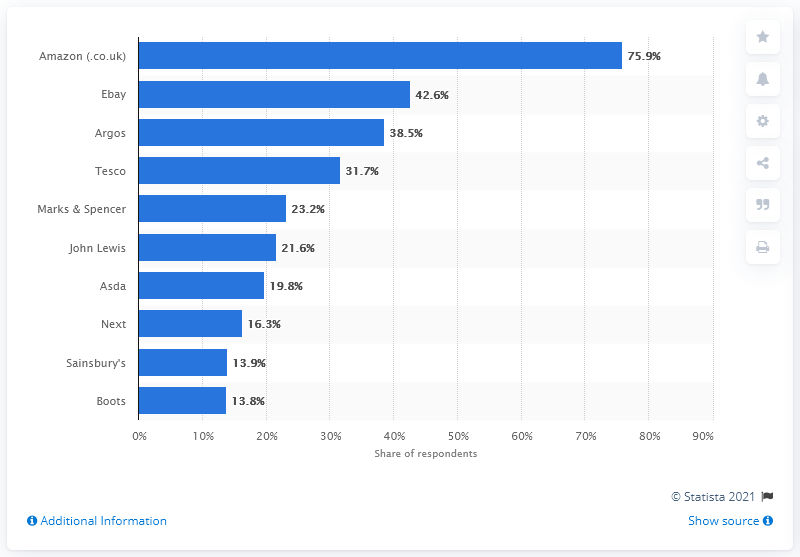 Amazon (.co.uk) 75.9%
Ebay 42.6%
Argos 38.5%
Tesco 31.7%
Marks & Spencer 23.2%
John Lewis 21.6%
Asda 19.8%
Next 16.3%
Sainsbury's 13.9%
Boots 13.8%
0% 10% 20% 30% 40% 50% 60% 70% 80% 90%
Share of respondents
© Statista 2021
Additional Information Show source